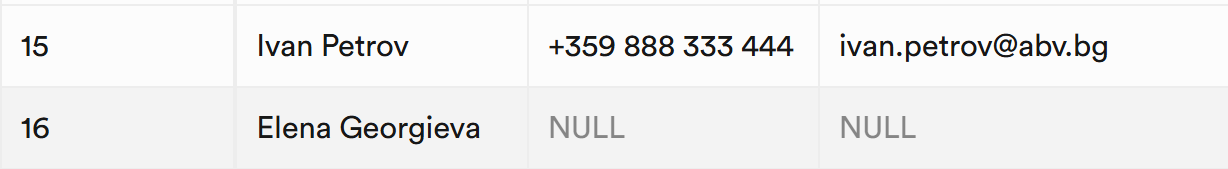 15 Ivan Petrov +359 888 333 444 ivan.petrov@abv.bg
16 Elena Georgieva NULL NULL